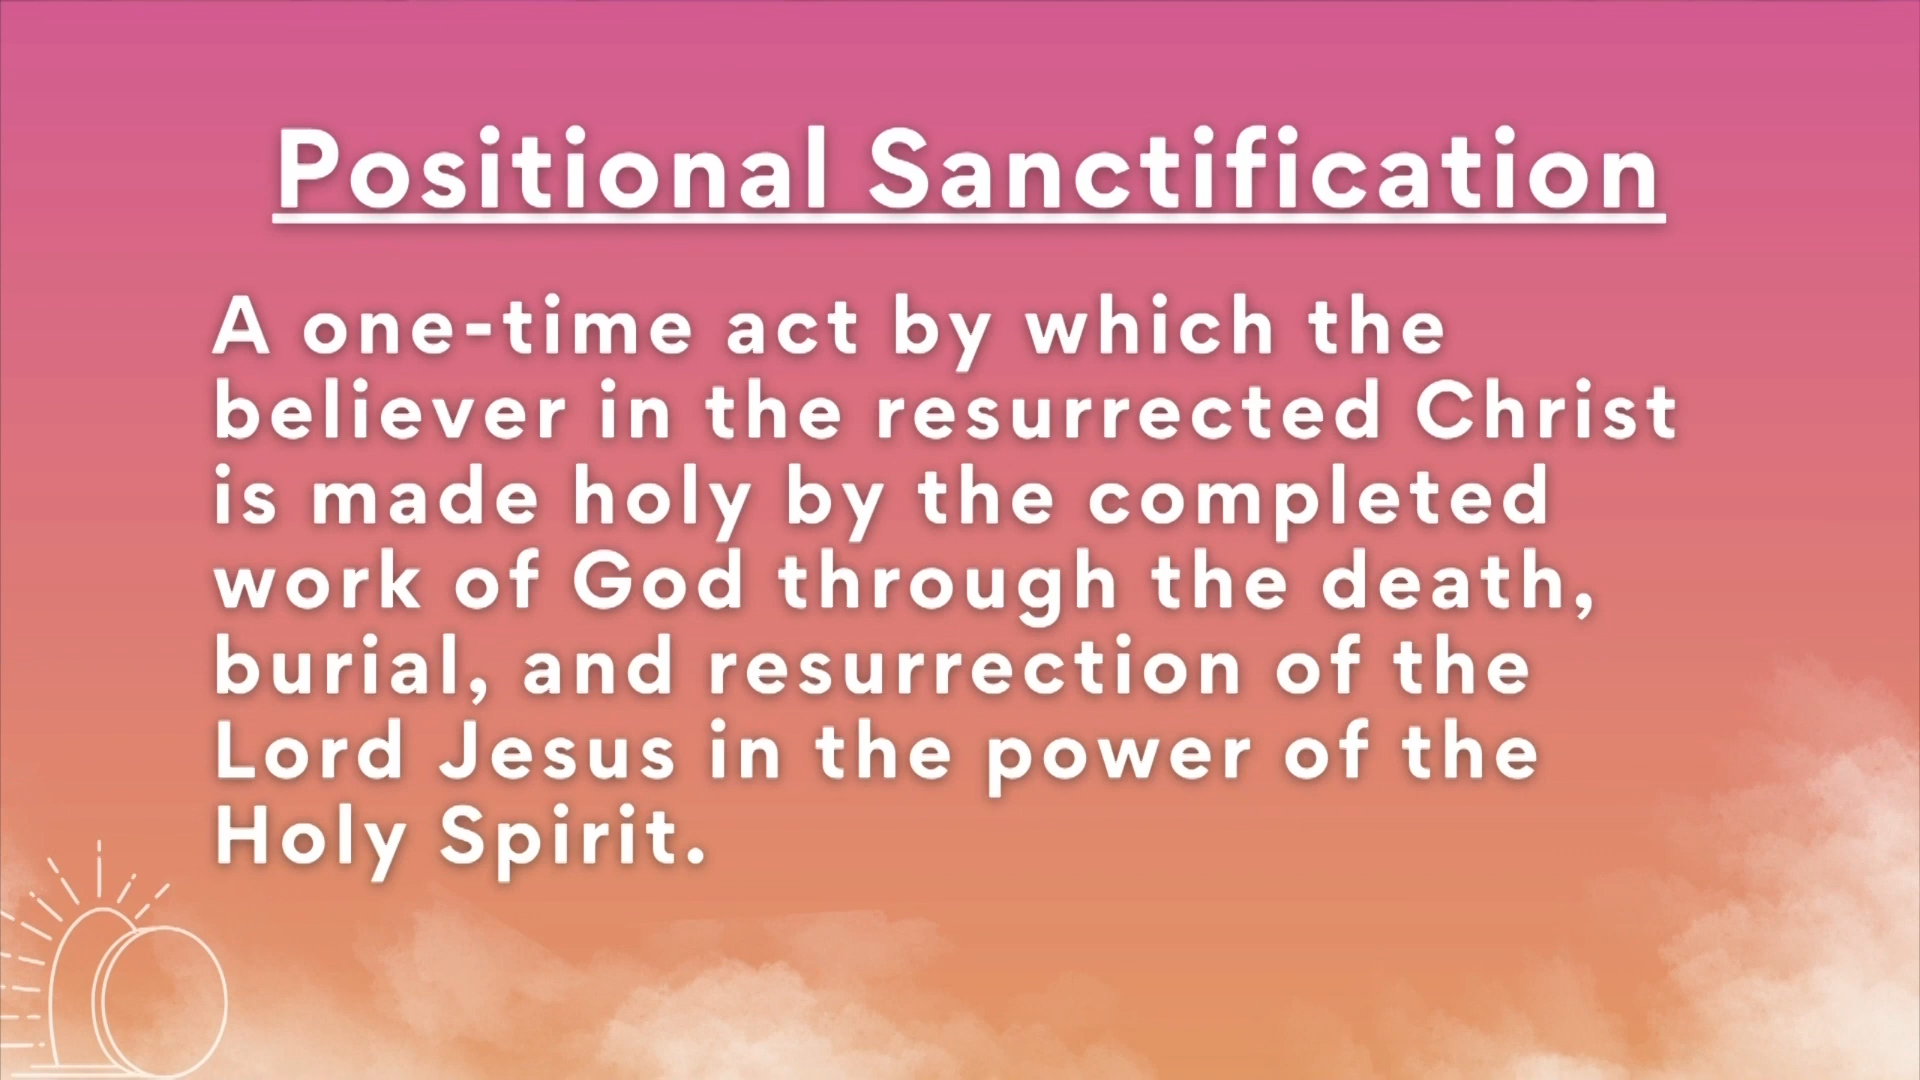 Positional Sanctification
A one-time act by which the
believer in the resurrected Christ
is made holy by the completed
work of God through the death,
burial, and resurrection of the
Lord Jesus in the power of the
Holy Spirit.